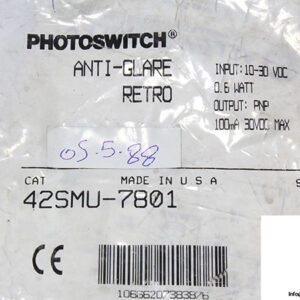 PHOTOSWITCH®
ANTI-GLARE
RETRO
INPUT: 10-30 VDC
0.6 WATT
OUTPUT: PNP
100mA 30VDC MAX
05.5.88
CAT MADE IN U S A S
42SMU-7801
CE